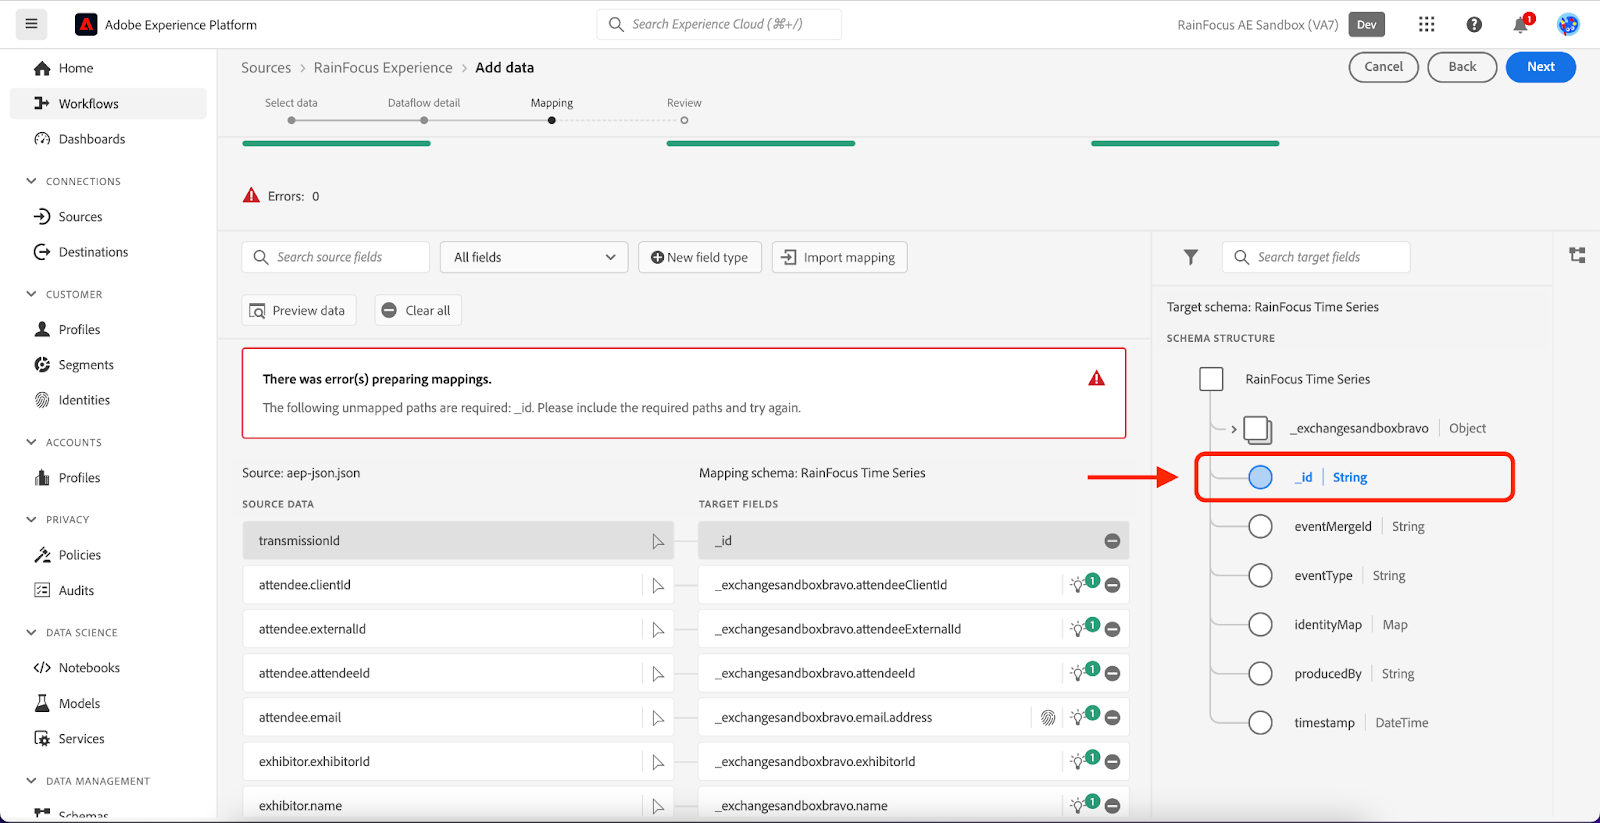 Adobe Experience Platform
Search Experience Cloud (⌘+/)
RainFocus AE Sandbox (VA7)
Dev
1
Home
Workflows
Dashboards
CONNECTIONS
Sources
Destinations
CUSTOMER
Profiles
Segments
Identities
ACCOUNTS
Profiles
PRIVACY
Policies
Audits
DATA SCIENCE
Notebooks
Models
Services
DATA MANAGEMENT
Schemas
Sources > RainFocus Experience > Add data
Cancel
Back
Next
Select data
Dataflow detail
Mapping
Review
Errors: 0
Search source fields
All fields
New field type
Import mapping
Preview data
Clear all
There was error(s) preparing mappings.
The following unmapped paths are required: _id. Please include the required paths and try again.
Source: aep-json.json
Mapping schema: RainFocus Time Series
SOURCE DATA
TARGET FIELDS
transmissionId
_id
attendee.clientId
_exchangesandboxbravo.attendeeClientId
1
attendee.externalId
_exchangesandboxbravo.attendeeExternalId
1
attendee.attendeeId
_exchangesandboxbravo.attendeeId
1
attendee.email
_exchangesandboxbravo.email.address
1
exhibitor.exhibitorId
_exchangesandboxbravo.exhibitorId
1
exhibitor.name
_exchangesandboxbravo.name
1
Search target fields
Target schema: RainFocus Time Series
SCHEMA STRUCTURE
RainFocus Time Series
_exchangesandboxbravo | Object
_id | String
eventMergeId | String
eventType | String
identityMap | Map
producedBy | String
timestamp | DateTime